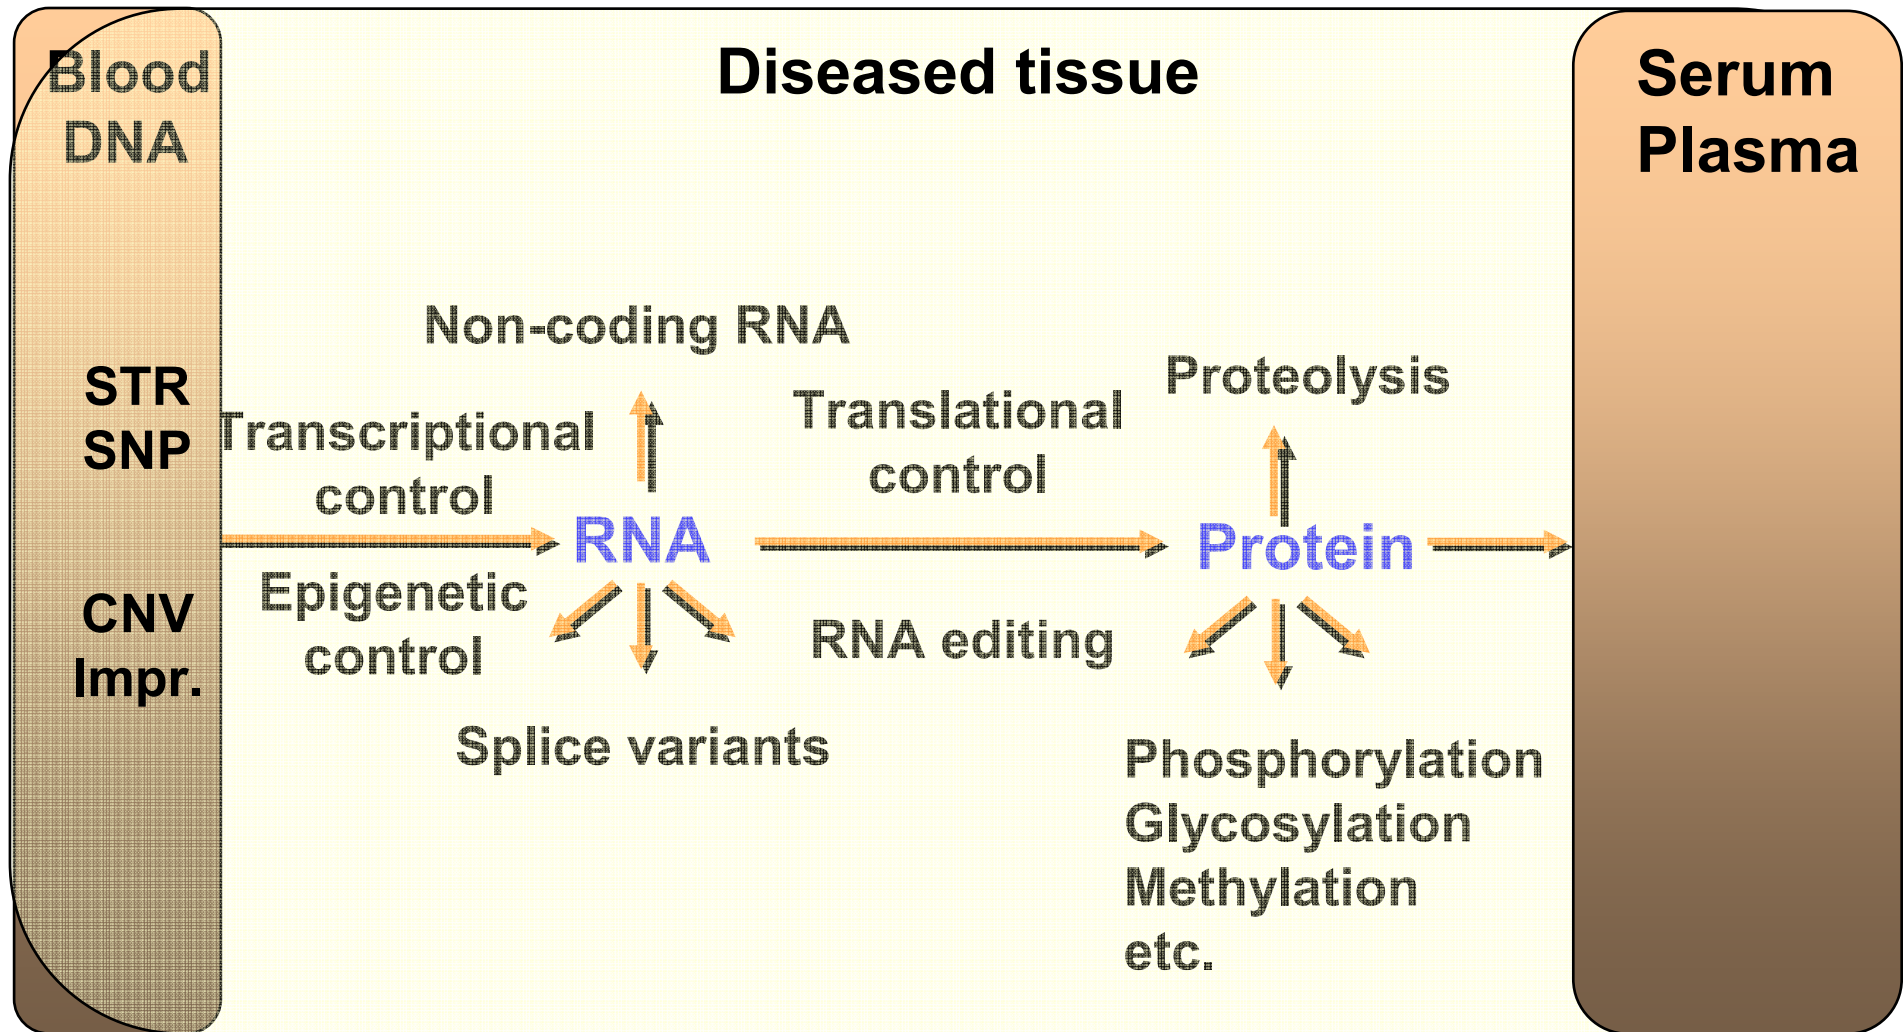 Blood
DNA
Diseased tissue
Serum
Plasma
STR
SNP
CNV
Impr.
Transcriptional
control
Epigenetic
control
Non-coding RNA
RNA
Splice variants
Translational
control
RNA editing
Proteolysis
Protein
Phosphorylation
Glycosylation
Methylation
etc.